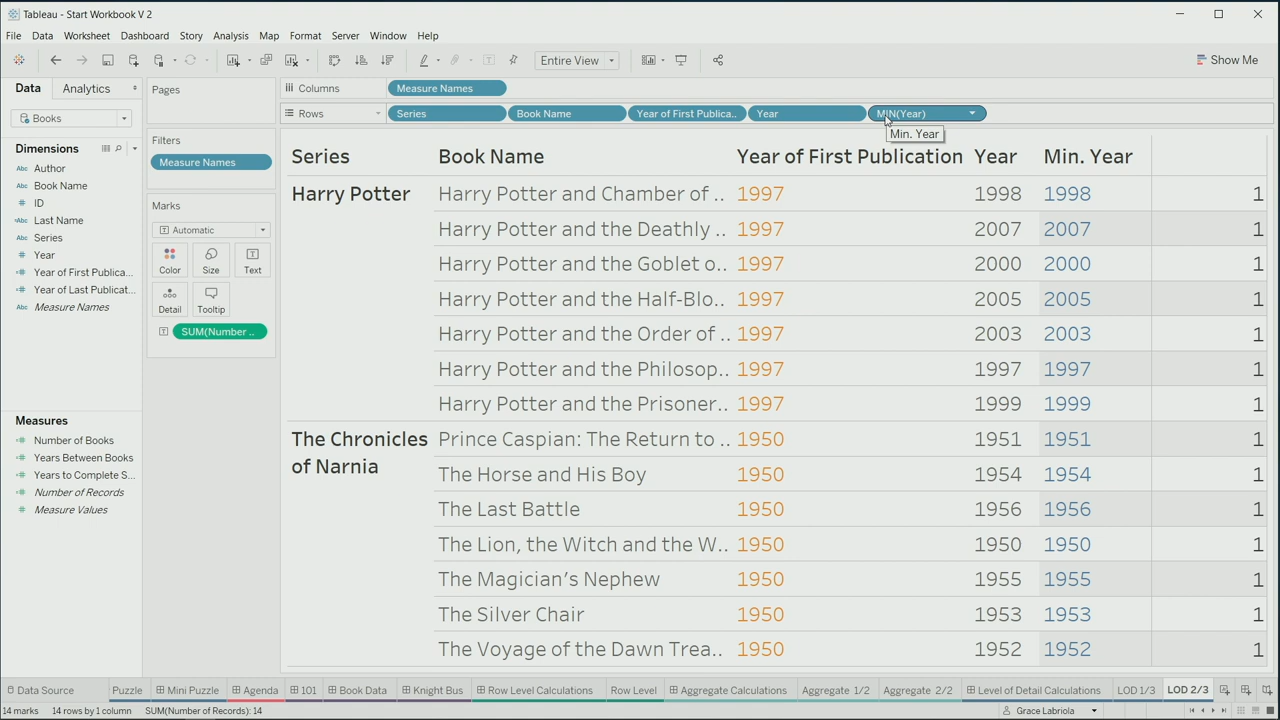 Tableau - Start Workbook V 2
File Data Worksheet Dashboard Story Analysis Map Format Server Window Help
Entire View
Show Me
Data Analytics
Pages
Columns
Measure Names
Rows
Series Book Name Year of First Publica.. Year MIN(Year)
Min. Year
Books
Filters
Measure Names
Dimensions
Abc Author
Abc Book Name
# ID
Abc Last Name
Abc Series
# Year
# Year of First Publica...
# Year of Last Publicat...
Abc Measure Names
Marks
Automatic
Color Size Text
Detail Tooltip
SUM(Number ..
Measures
# Number of Books
# Years Between Books
# Years to Complete S...
# Number of Records
# Measure Values
Series Book Name Year of First Publication Year Min. Year
Harry Potter Harry Potter and Chamber of .. 1997 1998 1998 1
Harry Potter and the Deathly .. 1997 2007 2007 1
Harry Potter and the Goblet o.. 1997 2000 2000 1
Harry Potter and the Half-Blo.. 1997 2005 2005 1
Harry Potter and the Order of .. 1997 2003 2003 1
Harry Potter and the Philosop.. 1997 1997 1997 1
Harry Potter and the Prisoner.. 1997 1999 1999 1
The Chronicles Prince Caspian: The Return to .. 1950 1951 1951 1
of Narnia The Horse and His Boy 1950 1954 1954 1
The Last Battle 1950 1956 1956 1
The Lion, the Witch and the W.. 1950 1950 1950 1
The Magician's Nephew 1950 1955 1955 1
The Silver Chair 1950 1953 1953 1
The Voyage of the Dawn Trea.. 1950 1952 1952 1
Data Source Puzzle Mini Puzzle Agenda 101 Book Data Knight Bus Row Level Calculations Row Level Aggregate Calculations Aggregate 1/2 Aggregate 2/2 Level of Detail Calculations LOD 1/3 LOD 2/3
14 marks 14 rows by 1 column SUM(Number of Records): 14 Grace Labriola